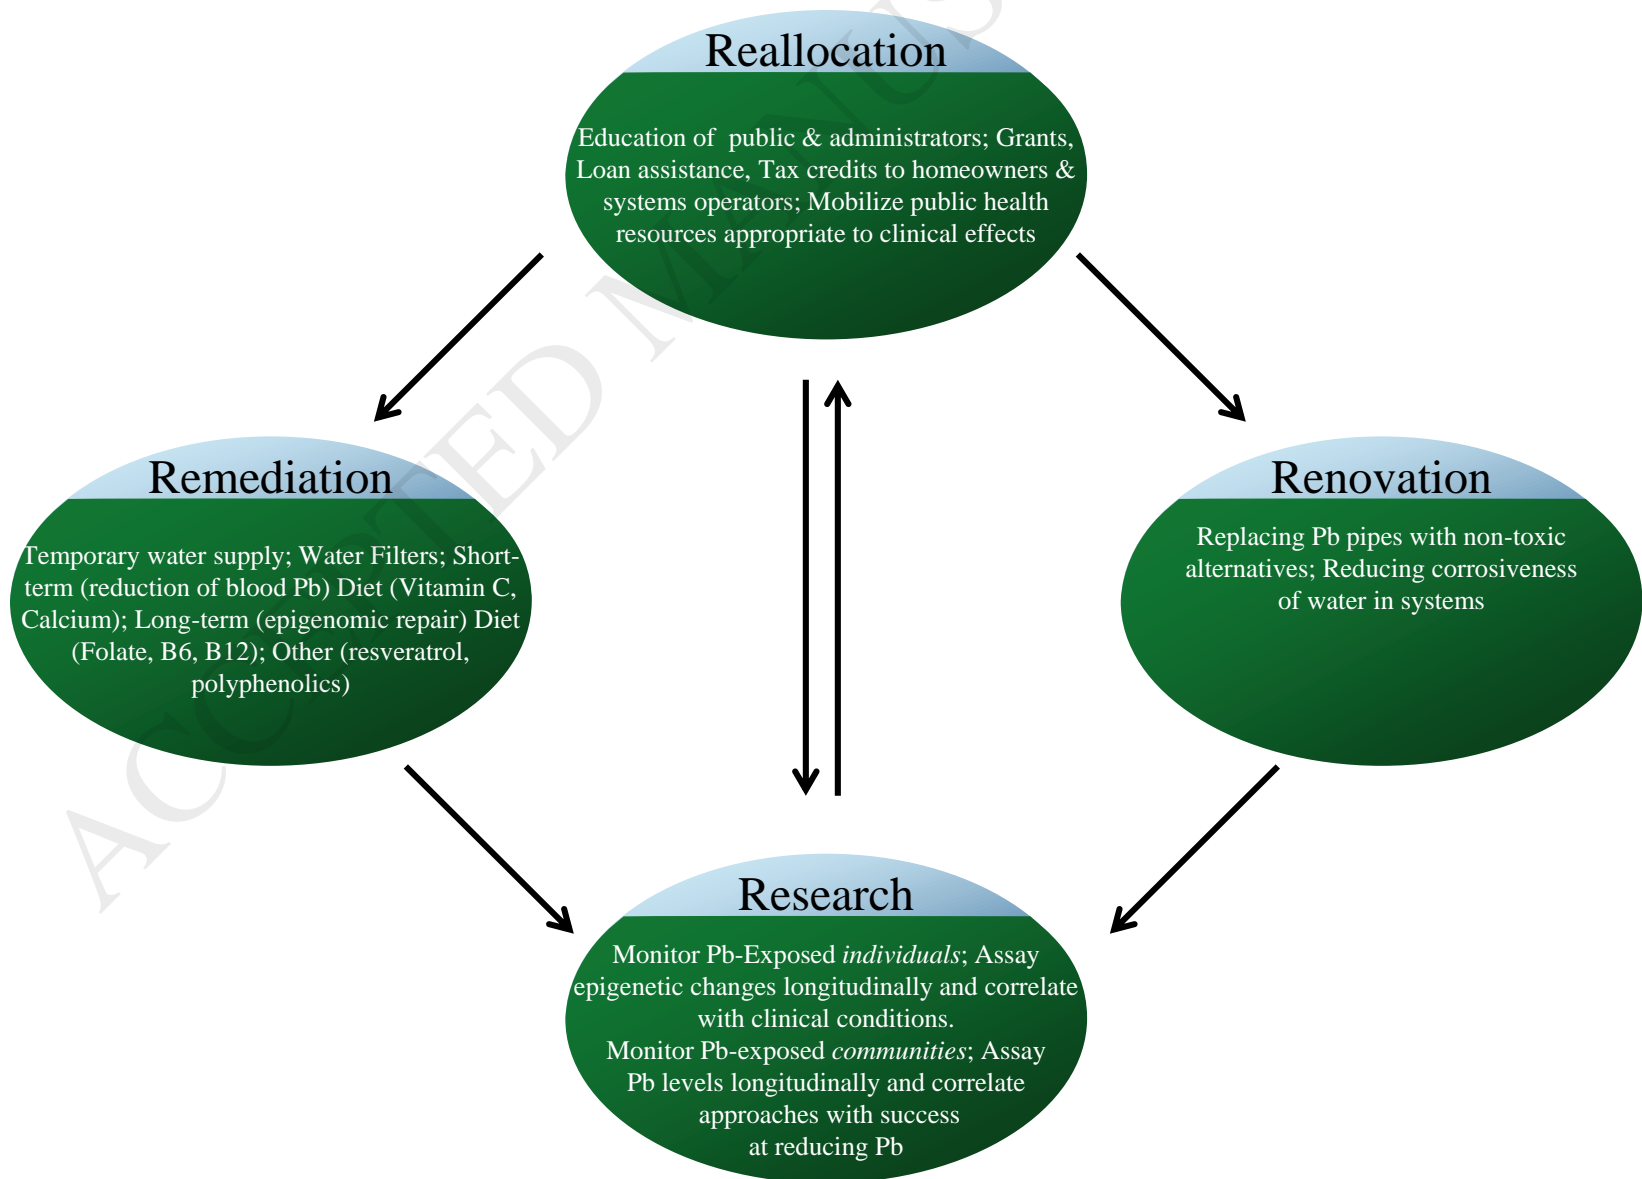 Reallocation
Education of public & administrators; Grants,
Loan assistance, Tax credits to homeowners &
systems operators; Mobilize public health
resources appropriate to clinical effects
Remediation
Temporary water supply; Water Filters; Short-
term (reduction of blood Pb) Diet (Vitamin C,
Calcium); Long-term (epigenomic repair) Diet
(Folate, B6, B12); Other (resveratrol,
polyphenolics)
Renovation
Replacing Pb pipes with non-toxic
alternatives; Reducing corrosiveness
of water in systems
Research
Monitor Pb-Exposed individuals; Assay
epigenetic changes longitudinally and correlate
with clinical conditions.
Monitor Pb-exposed communities; Assay
Pb levels longitudinally and correlate
approaches with success
at reducing Pb
ACCEPTED MANUS